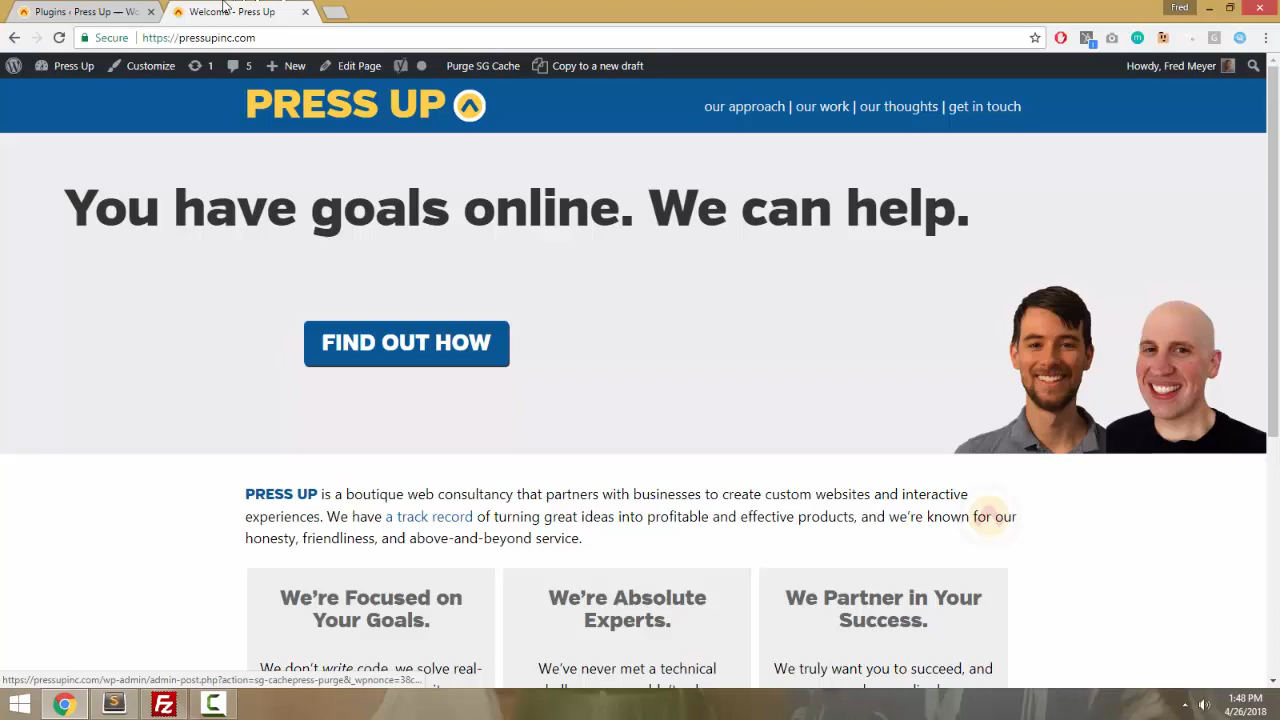 Plugins ‹ Press Up — Wo
Welcome - Press Up
Fred
Secure
https://pressupinc.com
1
Press Up
Customize
1
5
New
Edit Page
Purge SG Cache
Copy to a new draft
Howdy, Fred Meyer
PRESS UP
our approach | our work | our thoughts | get in touch
You have goals online. We can help.
FIND OUT HOW
PRESS UP is a boutique web consultancy that partners with businesses to create custom websites and interactive
experiences. We have a track record of turning great ideas into profitable and effective products, and we're known for our
honesty, friendliness, and above-and-beyond service.
We're Focused on
Your Goals.
We're Absolute
Experts.
We Partner in Your
Success.
We don't write code, we solve real-
We've never met a technical
We truly want you to succeed, and
https://pressupinc.com/wp-admin/admin-post.php?action=sg-cachepress-purge&_wpnonce=38c...
1:48 PM
4/26/2018